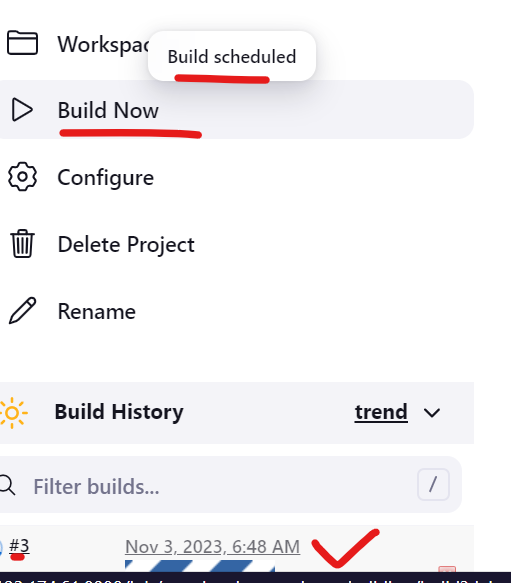 Workspac
Build scheduled
Build Now
Configure
Delete Project
Rename
Build History
trend
Filter builds...
/
#3
Nov 3, 2023, 6:48 AM